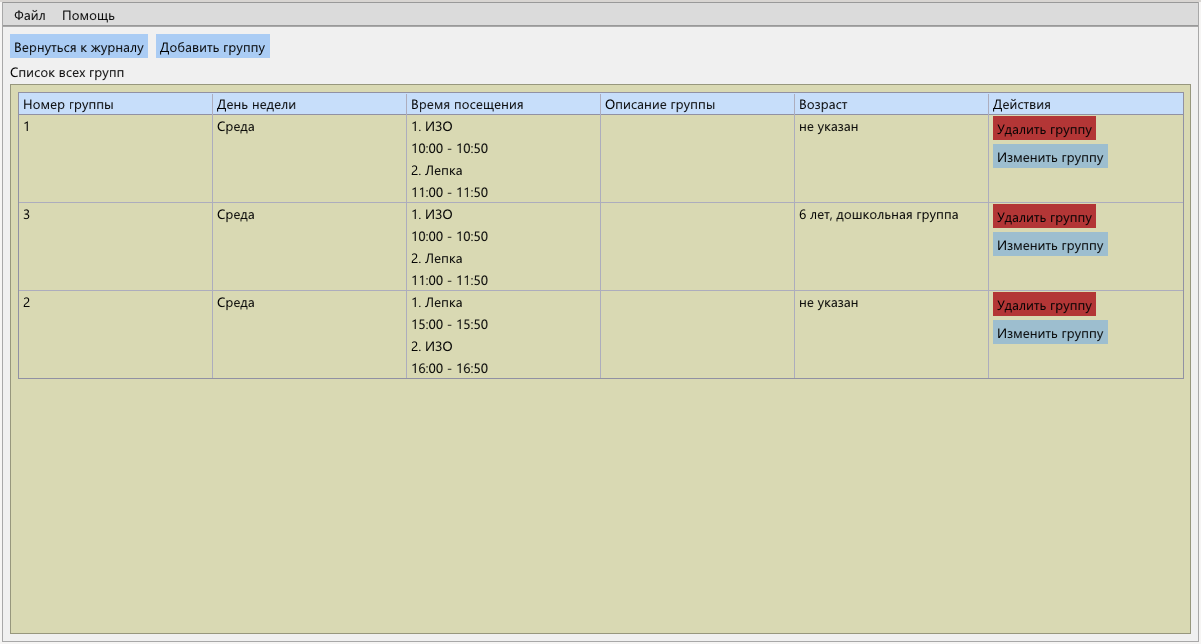 Файл Помощь
Вернуться к журналу Добавить группу
Список всех групп
Номер группы День недели Время посещения Описание группы Возраст Действия
1 Среда 1. ИЗО не указан Удалить группу
10:00 - 10:50
2. Лепка Изменить группу
11:00 - 11:50
3 Среда 1. ИЗО 6 лет, дошкольная группа Удалить группу
10:00 - 10:50
2. Лепка Изменить группу
11:00 - 11:50
2 Среда 1. Лепка не указан Удалить группу
15:00 - 15:50
2. ИЗО Изменить группу
16:00 - 16:50